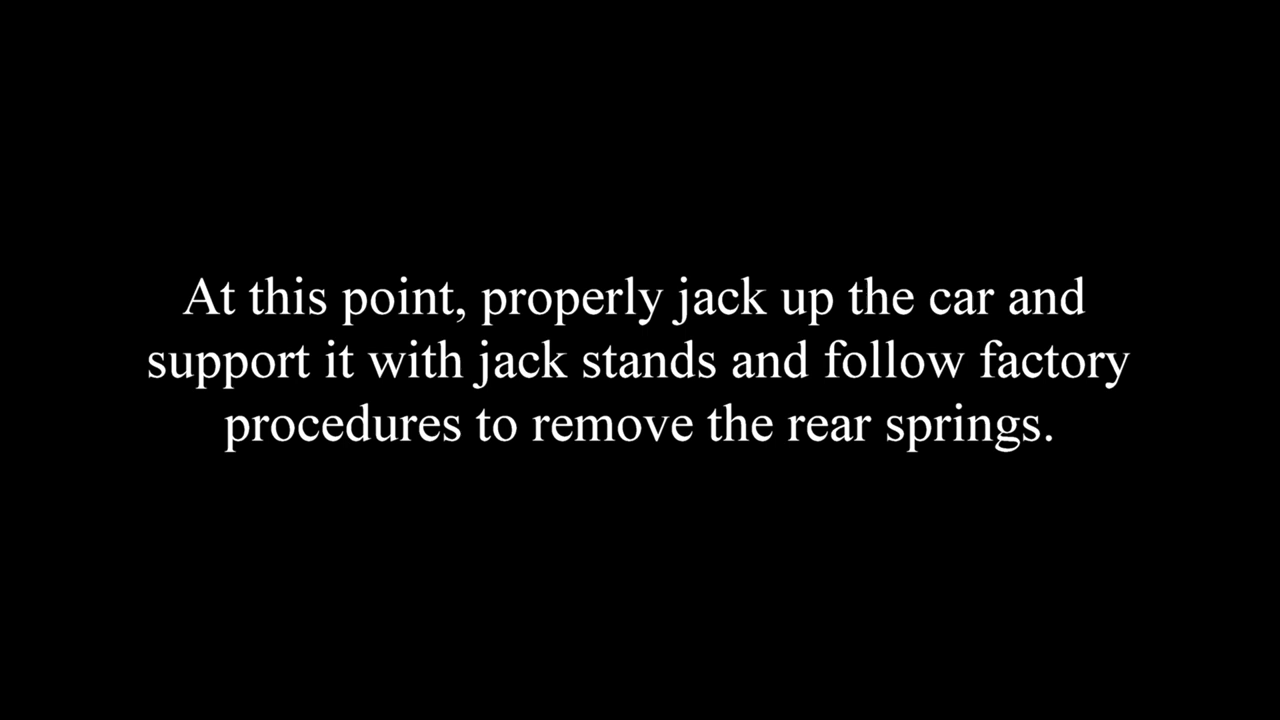 At this point, properly jack up the car and
support it with jack stands and follow factory
procedures to remove the rear springs.